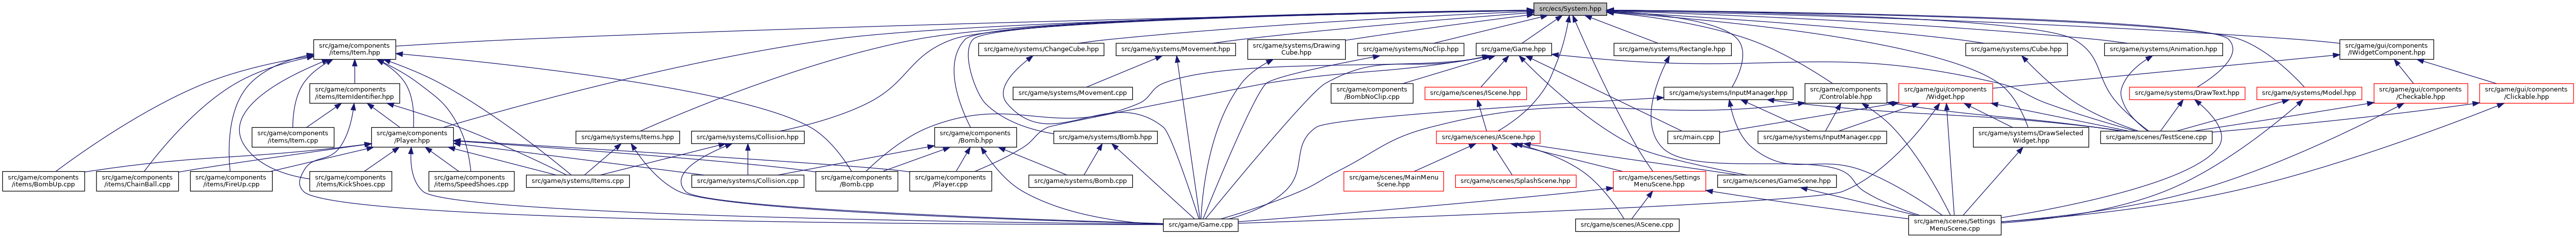 src/ecs/System.hpp
src/game/components
/items/Item.hpp
src/game/systems/ChangeCube.hpp
src/game/systems/Movement.hpp
src/game/systems/Drawing
Cube.hpp
src/game/systems/NoClip.hpp
src/game/Game.hpp
src/game/systems/Rectangle.hpp
src/game/systems/Cube.hpp
src/game/systems/Animation.hpp
src/game/gui/components
/IWidgetComponent.hpp
src/game/components
/items/ItemIdentifier.hpp
src/game/systems/Movement.cpp
src/game/components
/BombNoClip.cpp
src/game/scenes/IScene.hpp
src/game/systems/InputManager.hpp
src/game/components
/Controlable.hpp
src/game/gui/components
/Widget.hpp
src/game/systems/DrawText.hpp
src/game/systems/Model.hpp
src/game/gui/components
/Checkable.hpp
src/game/gui/components
/Clickable.hpp
src/game/components
/items/Item.cpp
src/game/components
/Player.hpp
src/game/systems/Items.hpp
src/game/systems/Collision.hpp
src/game/components
/Bomb.hpp
src/game/systems/Bomb.hpp
src/game/scenes/AScene.hpp
src/main.cpp
src/game/systems/InputManager.cpp
src/game/systems/DrawSelected
Widget.hpp
src/game/scenes/TestScene.cpp
src/game/components
/items/BombUp.cpp
src/game/components
/items/ChainBall.cpp
src/game/components
/items/FireUp.cpp
src/game/components
/items/KickShoes.cpp
src/game/components
/items/SpeedShoes.cpp
src/game/systems/Items.cpp
src/game/systems/Collision.cpp
src/game/components
/Bomb.cpp
src/game/components
/Player.cpp
src/game/systems/Bomb.cpp
src/game/scenes/MainMenu
Scene.hpp
src/game/scenes/SplashScene.hpp
src/game/scenes/Settings
MenuScene.hpp
src/game/scenes/GameScene.hpp
src/game/Game.cpp
src/game/scenes/AScene.cpp
src/game/scenes/Settings
MenuScene.cpp